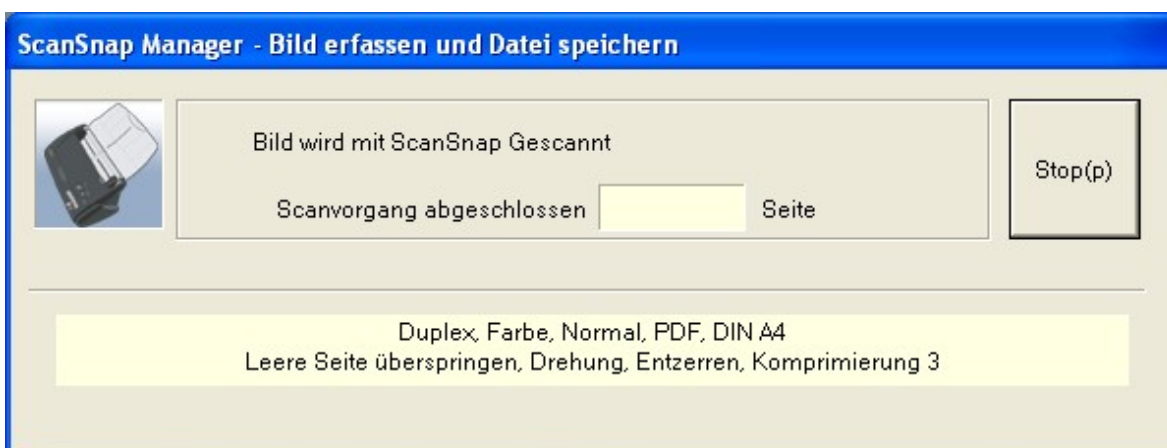 ScanSnap Manager - Bild erfassen und Datei speichern
Bild wird mit ScanSnap Gescannt
Stop(p)
Scanvorgang abgeschlossen Seite
Duplex, Farbe, Normal, PDF, DIN A4
Leere Seite überspringen, Drehung, Entzerren, Komprimierung 3